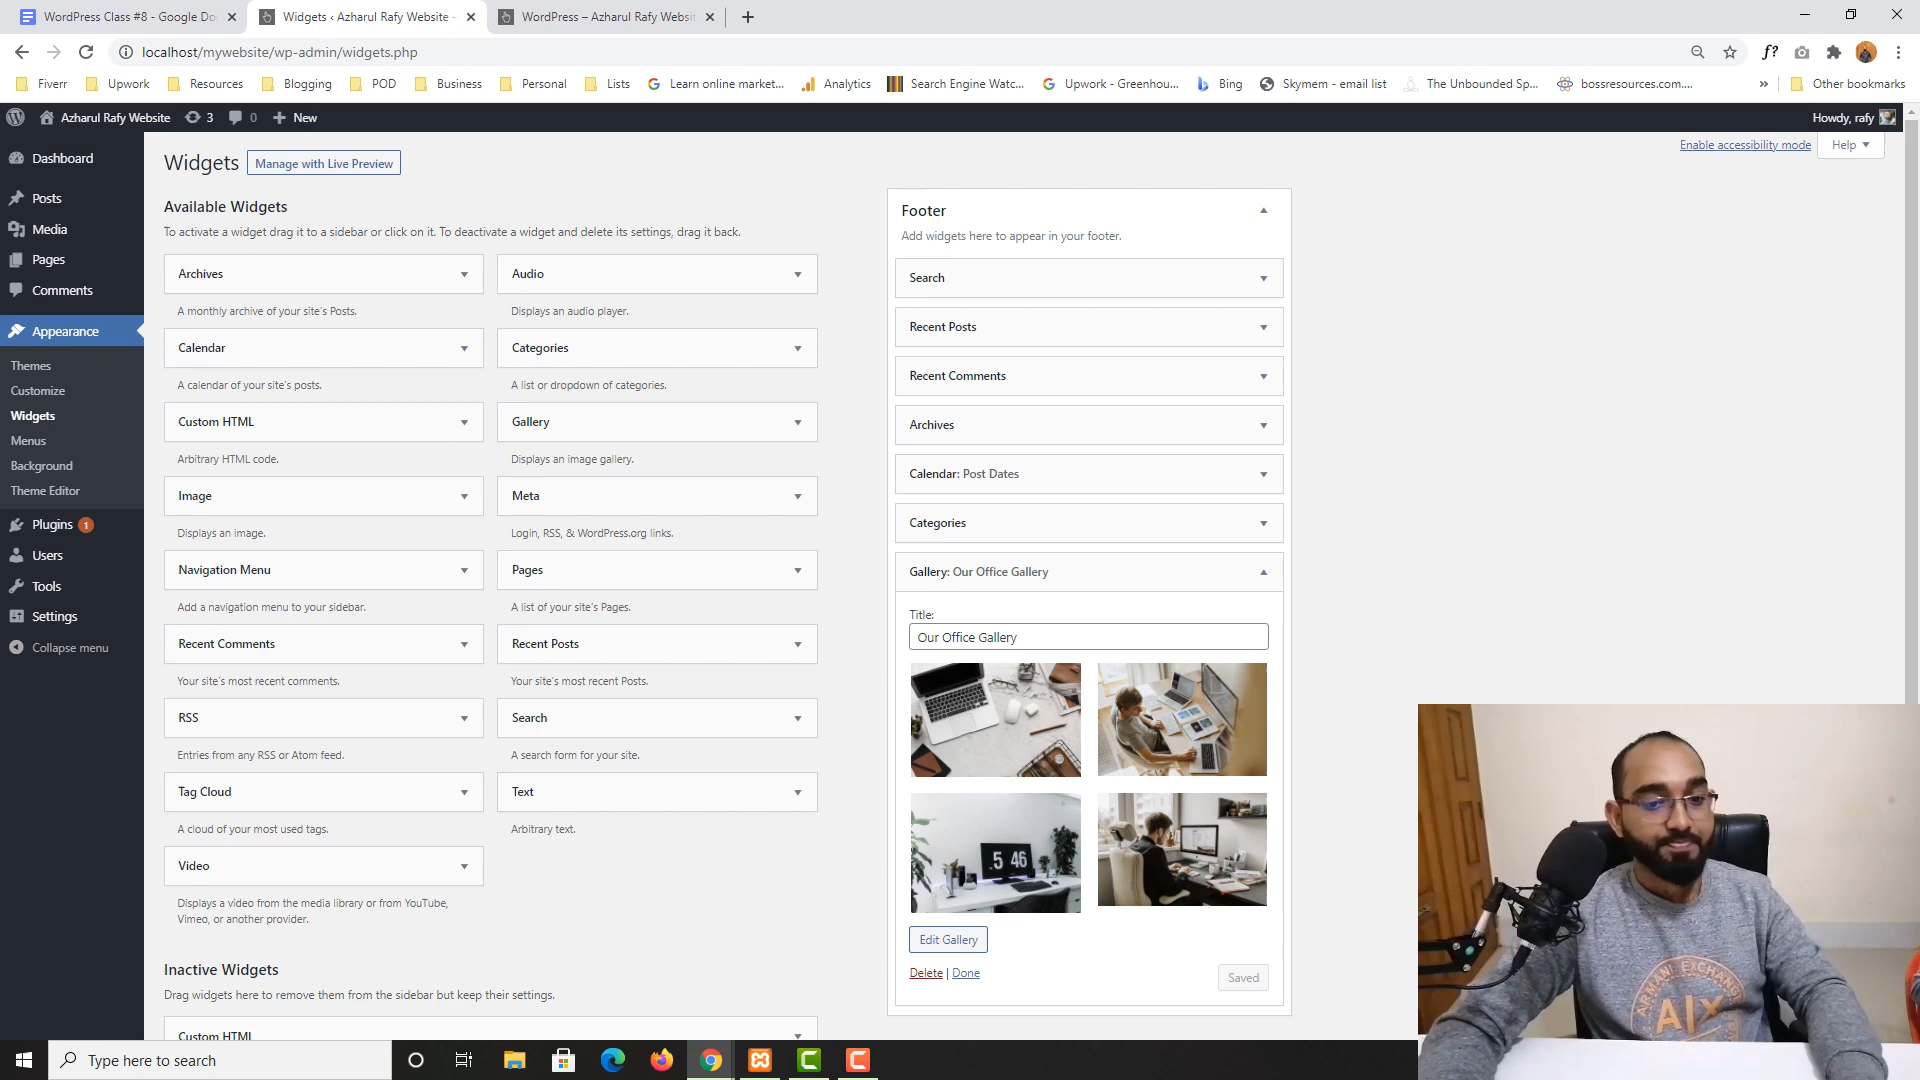 WordPress Class #8 - Google Do
Widgets ‹ Azharul Rafy Website –
WordPress – Azharul Rafy Websit
localhost/mywebsite/wp-admin/widgets.php
f?
Fiverr
Upwork
Resources
Blogging
POD
Business
Personal
Lists
Learn online market...
Analytics
Search Engine Watc...
Upwork - Greenhou...
Bing
Skymem - email list
The Unbounded Sp...
bossresources.com....
»
Other bookmarks
Azharul Rafy Website
3
0
New
Howdy, rafy
Dashboard
Posts
Media
Pages
Comments
Appearance
Themes
Customize
Widgets
Menus
Background
Theme Editor
Plugins 1
Users
Tools
Settings
Collapse menu
Widgets
Manage with Live Preview
Enable accessibility mode
Help
Available Widgets
To activate a widget drag it to a sidebar or click on it. To deactivate a widget and delete its settings, drag it back.
Archives
A monthly archive of your site's Posts.
Audio
Displays an audio player.
Calendar
A calendar of your site's posts.
Categories
A list or dropdown of categories.
Custom HTML
Arbitrary HTML code.
Gallery
Displays an image gallery.
Image
Displays an image.
Meta
Login, RSS, & WordPress.org links.
Navigation Menu
Add a navigation menu to your sidebar.
Pages
A list of your site's Pages.
Recent Comments
Your site's most recent comments.
Recent Posts
Your site's most recent Posts.
RSS
Entries from any RSS or Atom feed.
Search
A search form for your site.
Tag Cloud
A cloud of your most used tags.
Text
Arbitrary text.
Video
Displays a video from the media library or from YouTube,
Vimeo, or another provider.
Inactive Widgets
Drag widgets here to remove them from the sidebar but keep their settings.
Custom HTML
Footer
Add widgets here to appear in your footer.
Search
Recent Posts
Recent Comments
Archives
Calendar: Post Dates
Categories
Gallery: Our Office Gallery
Title:
Our Office Gallery
5 46
Edit Gallery
Delete | Done
Saved
ARMANI EXCHANGE
A|X
Type here to search